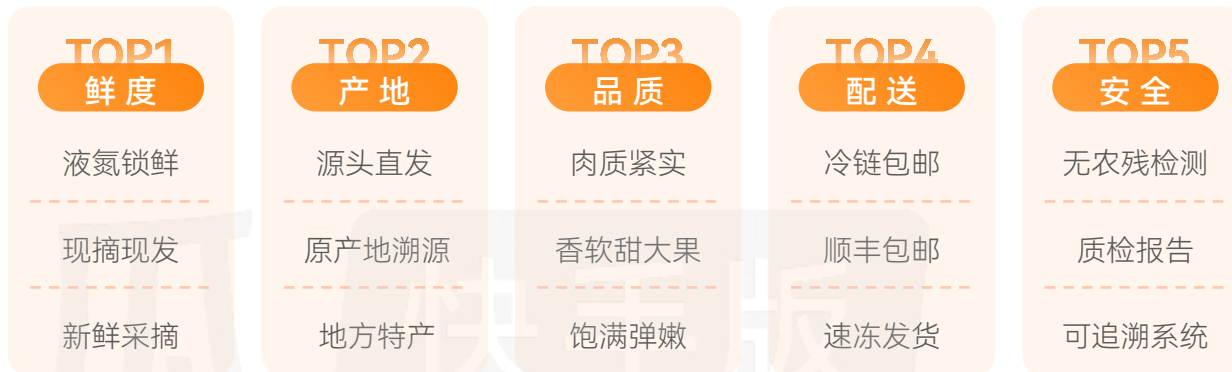 TOP1
鲜度
液氮锁鲜
现摘现发
新鲜采摘
TOP2
产地
源头直发
原产地溯源
地方特产
TOP3
品质
肉质紧实
香软甜大果
饱满弹嫩
TOP4
配送
冷链包邮
顺丰包邮
速冻发货
TOP5
安全
无农残检测
质检报告
可追溯系统
瓜
快手版